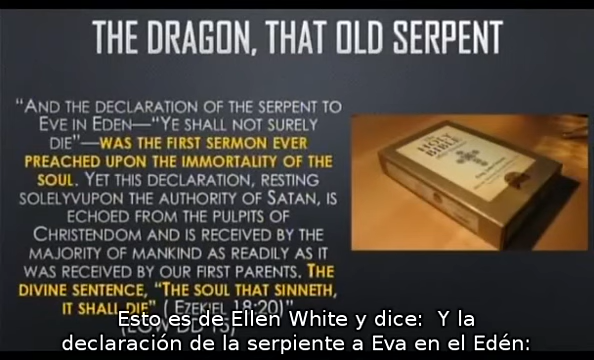 THE DRAGON, THAT OLD SERPENT
“AND THE DECLARATION OF THE SERPENT TO
EVE IN EDEN—“YE SHALL NOT SURELY
DIE”—WAS THE FIRST SERMON EVER
PREACHED UPON THE IMMORTALITY OF THE
SOUL. YET THIS DECLARATION, RESTING
SOLELYVUPON THE AUTHORITY OF SATAN, IS
ECHOED FROM THE PULPITS OF
CHRISTENDOM AND IS RECEIVED BY THE
MAJORITY OF MANKIND AS READILY AS IT
WAS RECEIVED BY OUR FIRST PARENTS. THE
DIVINE SENTENCE, “THE SOUL THAT SINNETH,
IT SHALL DIE” ( EZEKIEL 18:20)”
HOLY
BIBLE
Esto es de Ellen White y dice: Y la
declaración de la serpiente a Eva en el Edén: